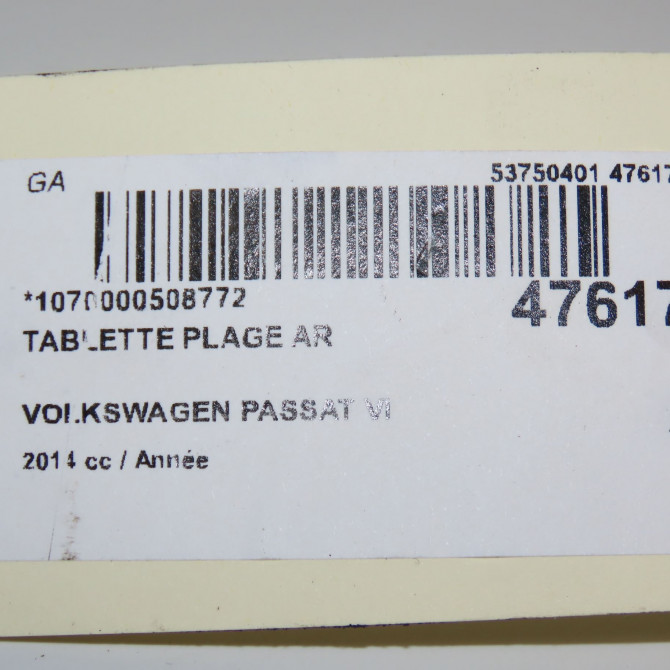 GA
53750401 47617
*1070000508772
47617
TABLETTE PLAGE AR
VOLKSWAGEN PASSAT VI
2014 cc / Année